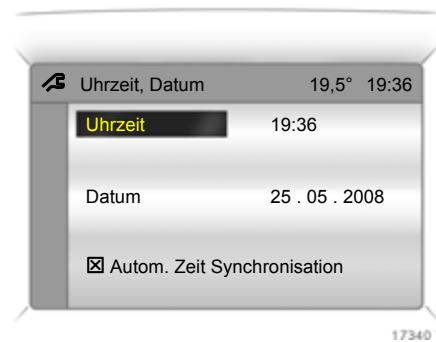 Uhrzeit, Datum 19,5° 19:36
Uhrzeit 19:36
Datum 25 . 05 . 2008
☒ Autom. Zeit Synchronisation
17340